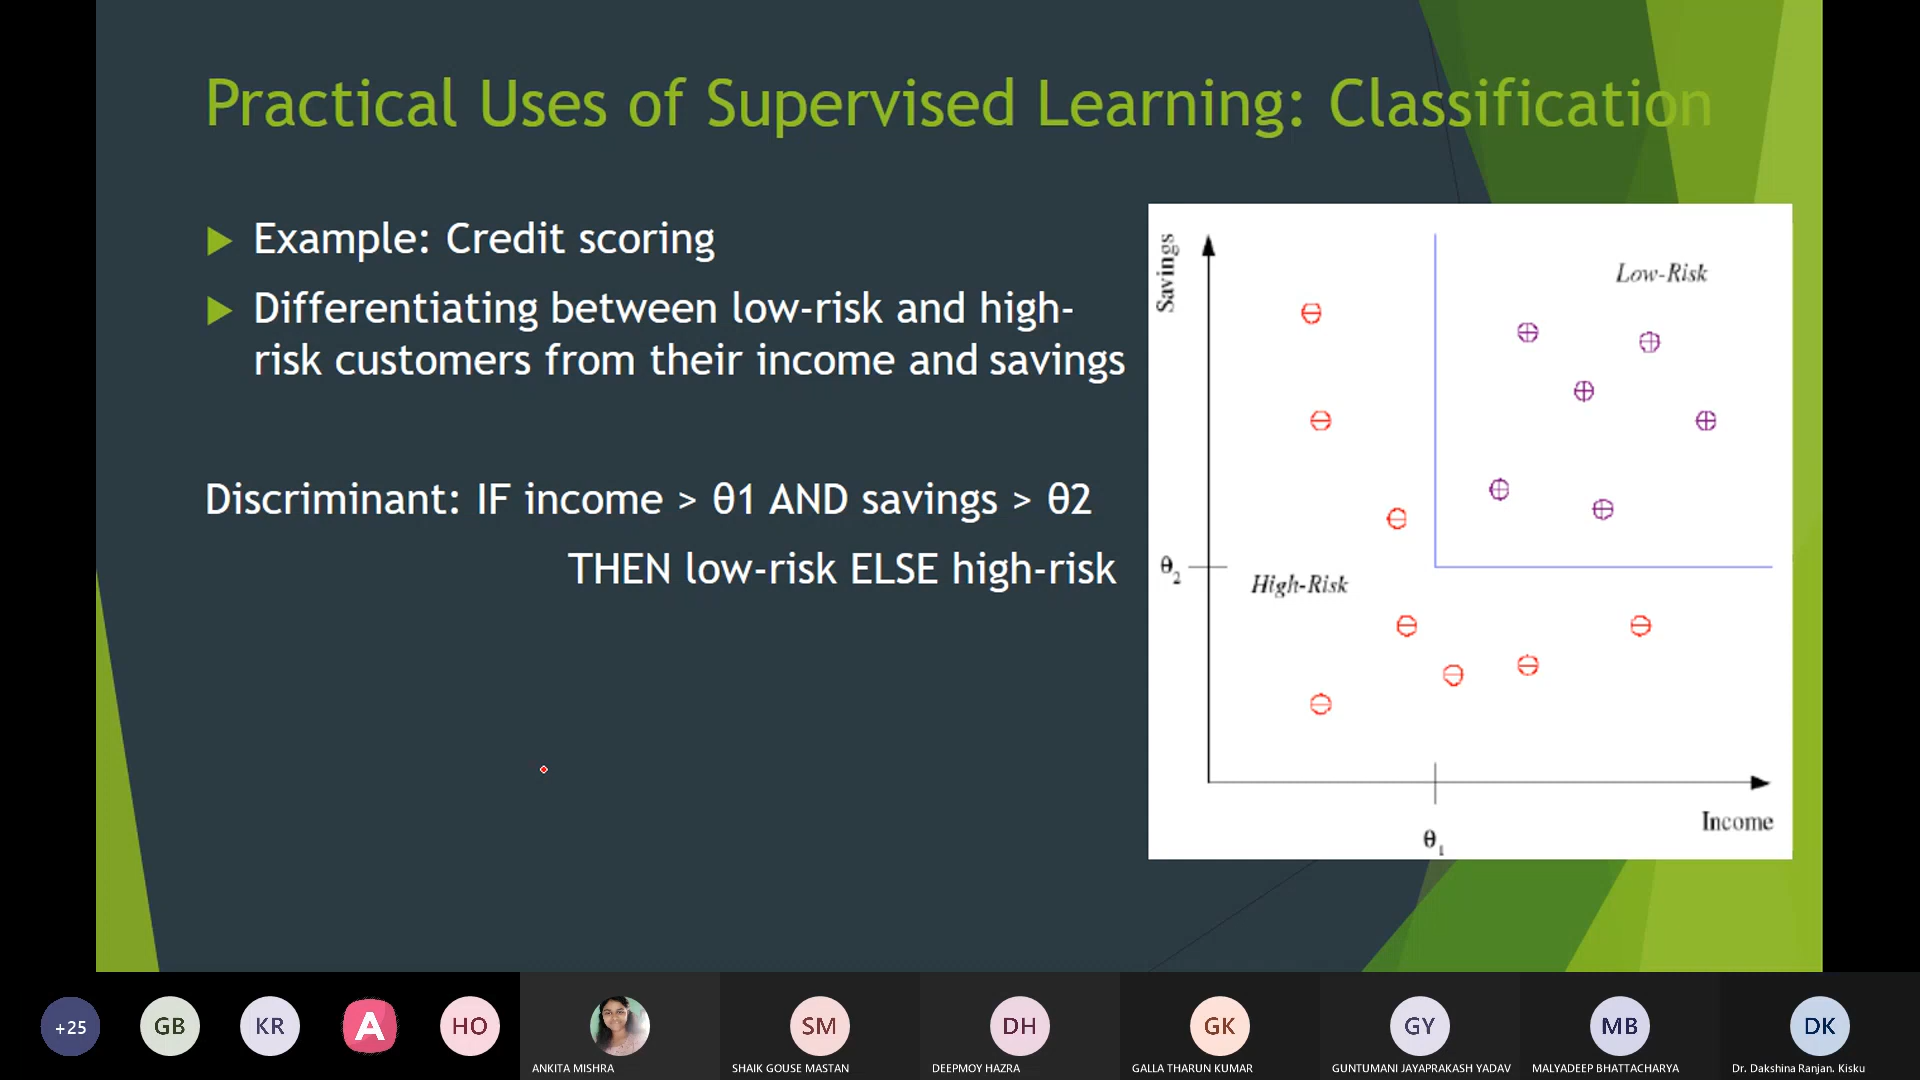 Practical Uses of Supervised Learning: Classification
Example: Credit scoring
Differentiating between low-risk and high-
risk customers from their income and savings
Discriminant: IF income > θ1 AND savings > θ2
THEN low-risk ELSE high-risk
Savings
Low-Risk
θ2
High-Risk
Income
θ1
+25
GB
KR
A
HO
SM
DH
GK
GY
MB
DK
ANKITA MISHRA
SHAIK GOUSE MASTAN
DEEPMOY HAZRA
GALLA THARUN KUMAR
GUNTUMANI JAYAPRAKASH YADAV
MALYADEEP BHATTACHARYA
Dr. Dakshina Ranjan. Kisku